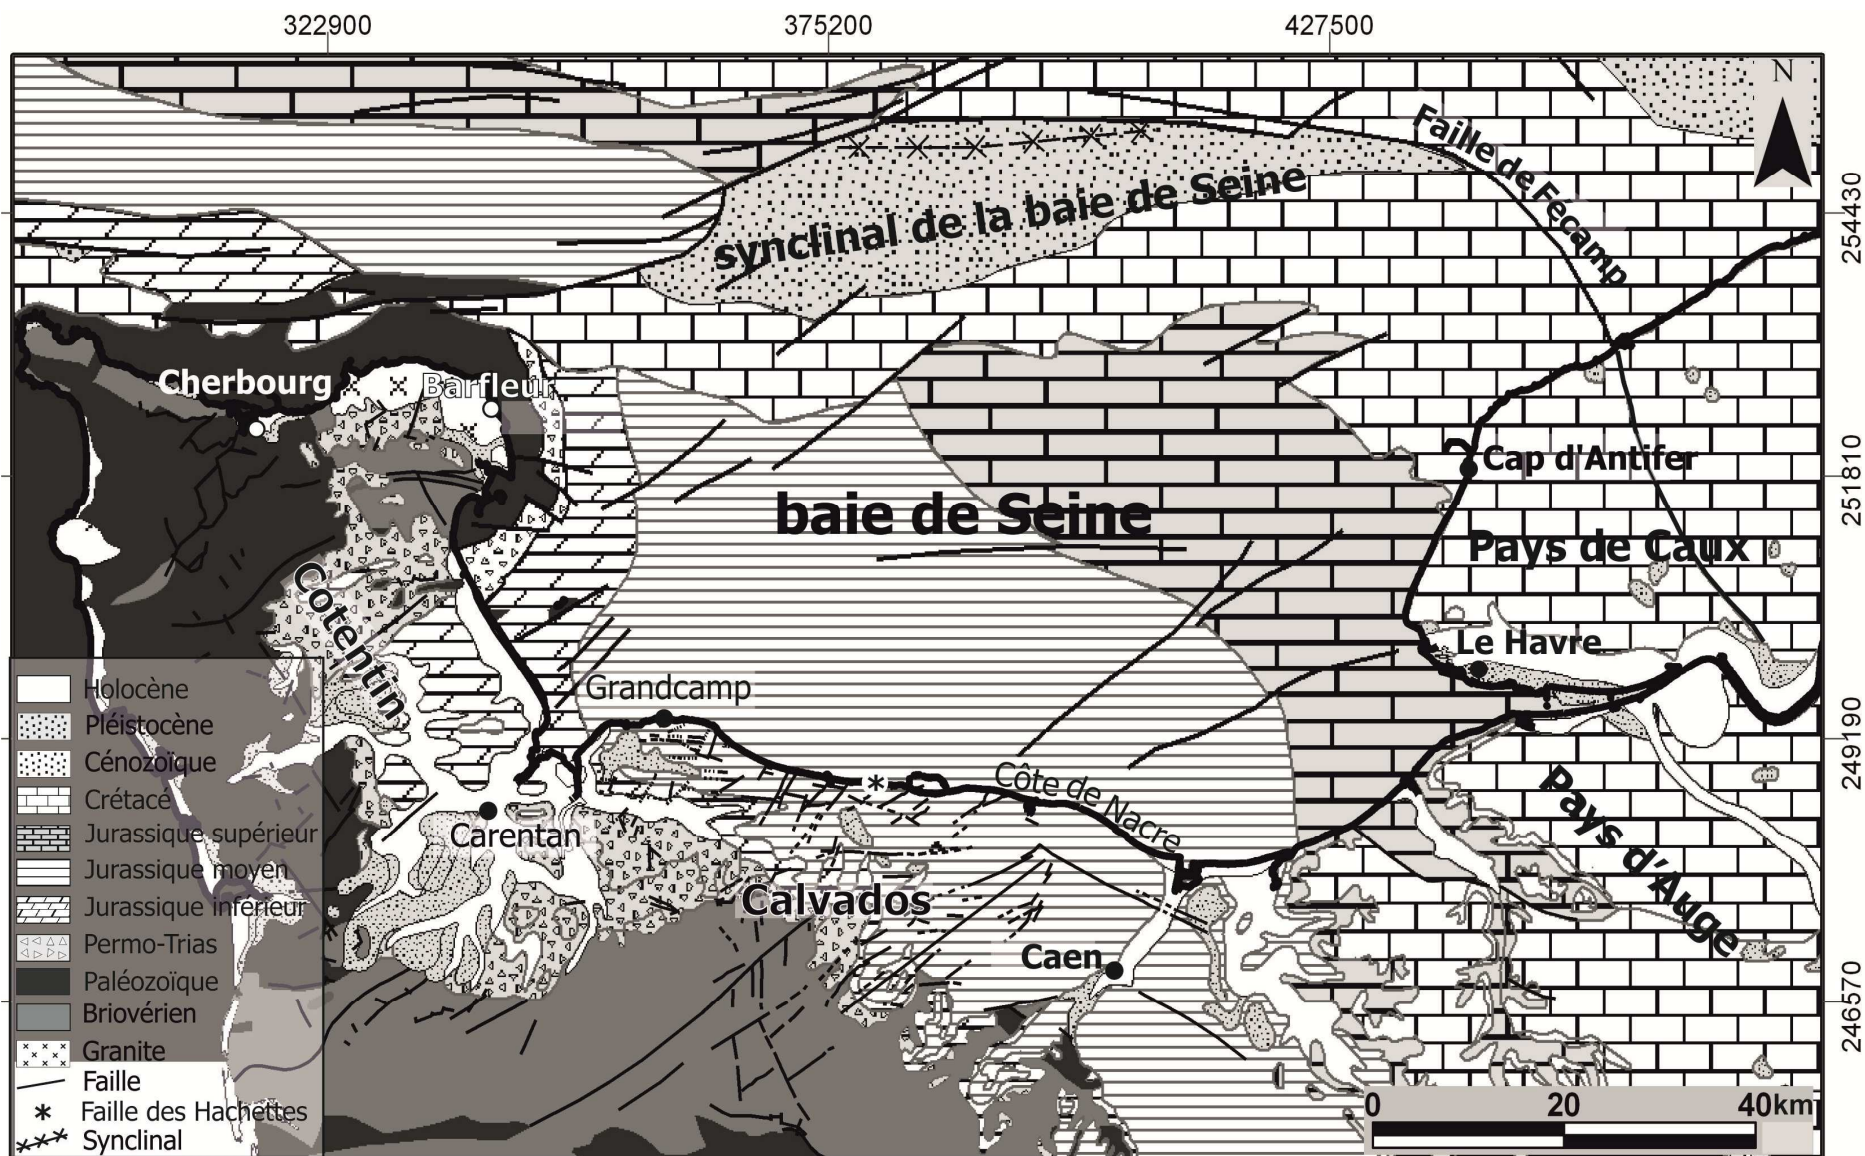 322900 375200 427500
N
Faille de Fécamp
synclinal de la baie de Seine
254430
Cherbourg
Barfleur
Cap d'Antifer
251810
baie de Seine
Pays de Caux
Cotentin
Le Havre
Grandcamp
249190
*
Côte de Nacre
Pays d'Auge
Carentan
Calvados
Caen
246570
Holocène
Pléistocène
Cénozoïque
Crétace
Jurassique supérieur
Jurassique moyen
Jurassique inférieur
Permo-Trias
Paléozoïque
Briovérien
Granite
Faille
* Faille des Hachettes
Synclinal
0 20 40km